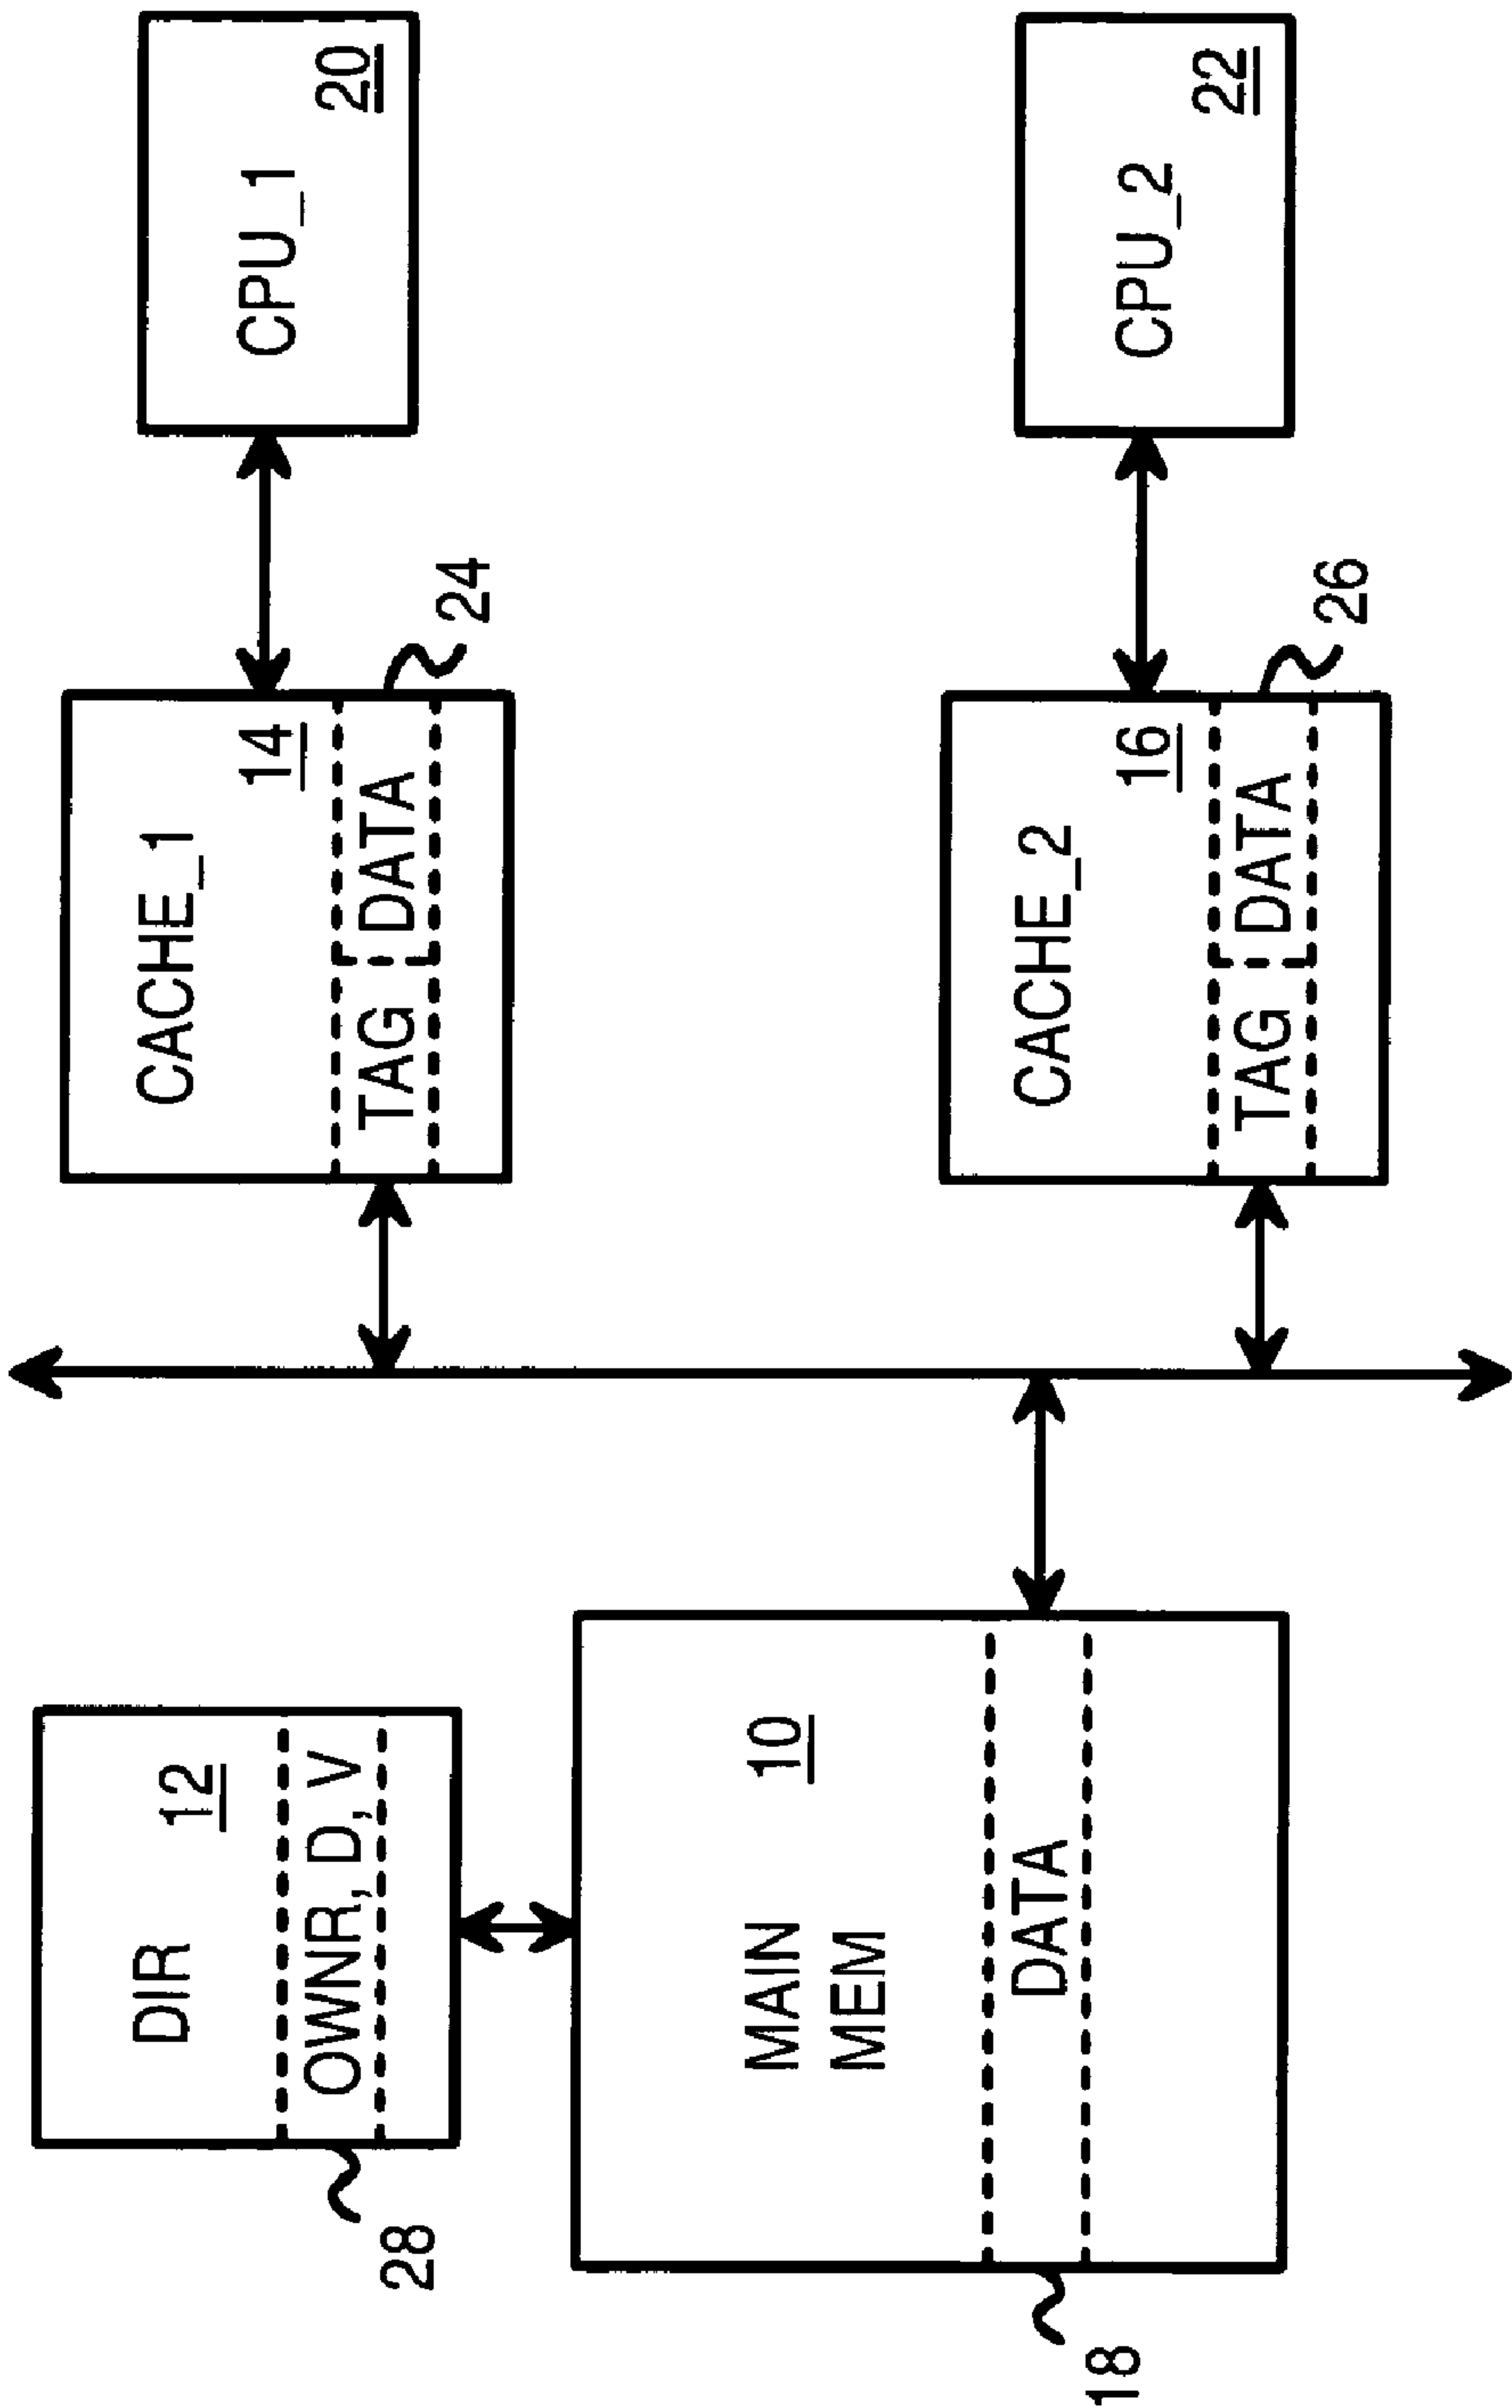 DIR
12
OWNR, D, V
28
MAIN
MEM
10
DATA
18
CACHE_1
14
TAG
DATA
24
CPU_1
20
CACHE_2
16
TAG
DATA
26
CPU_2
22